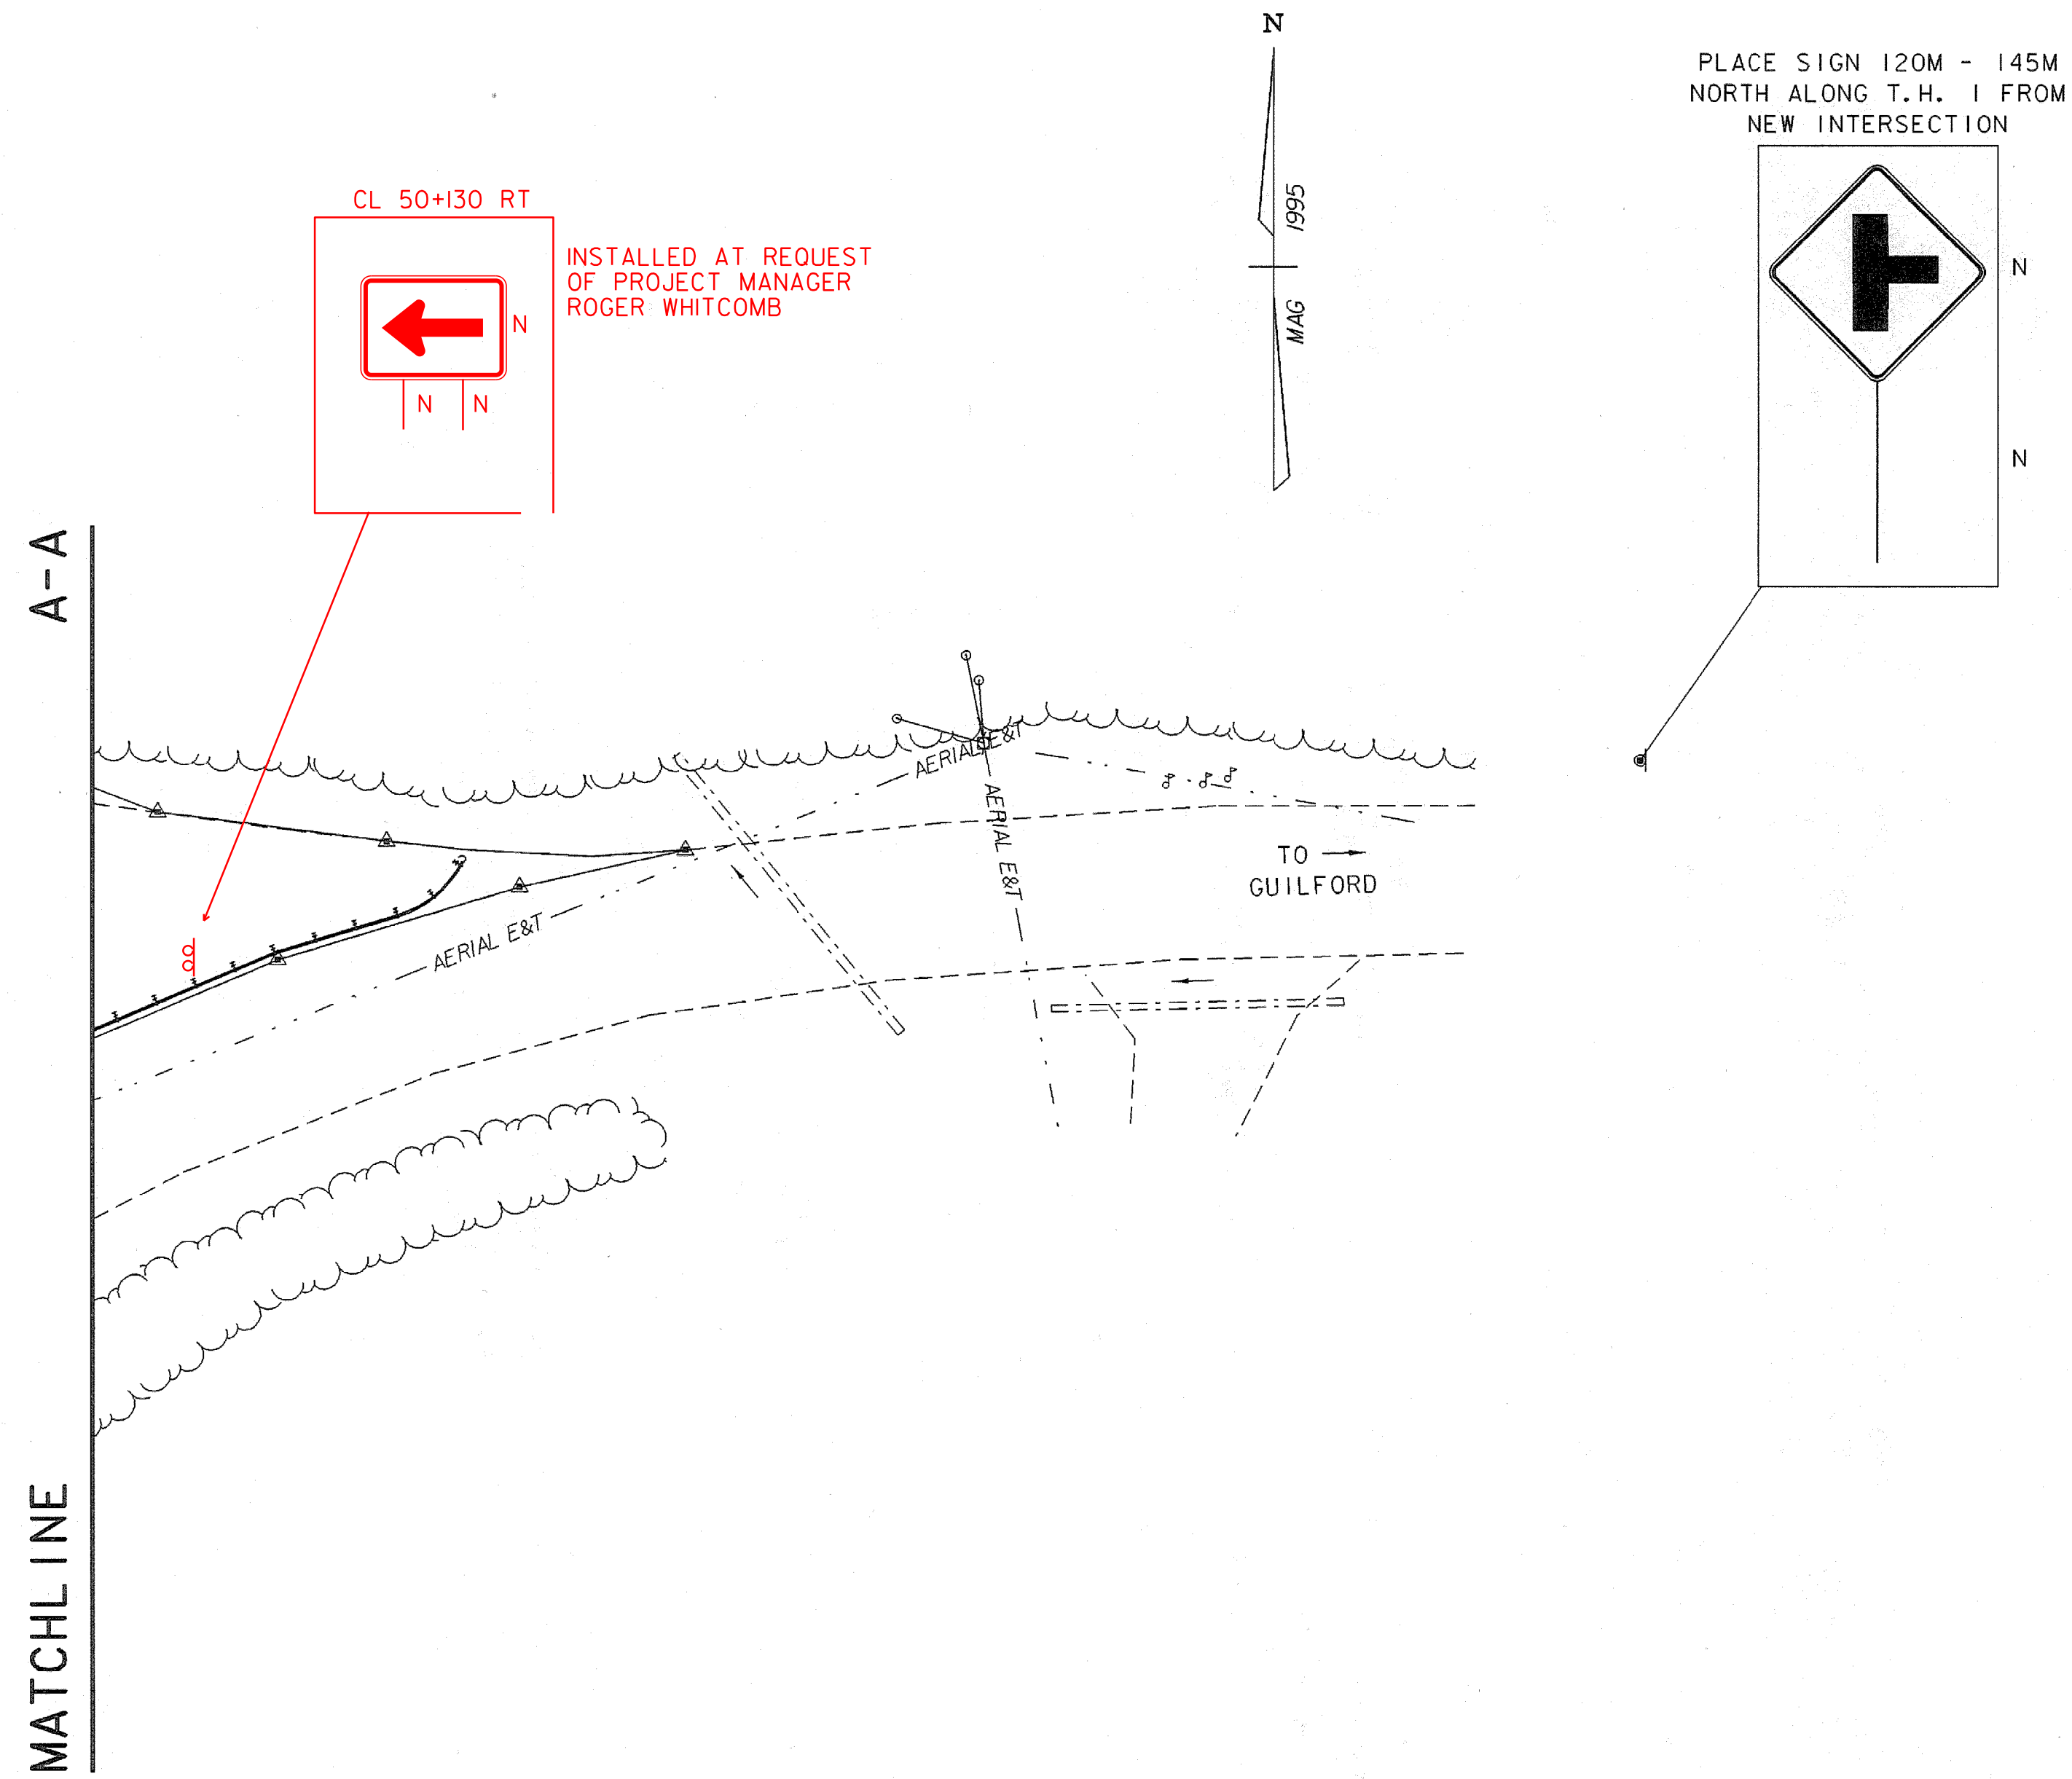 N
1995
MAG
PLACE SIGN 120M - 145M
NORTH ALONG T.H. 1 FROM
NEW INTERSECTION
N
N
CL 50+130 RT
INSTALLED AT REQUEST
OF PROJECT MANAGER
ROGER WHITCOMB
N
N N
A-A
MATCHLINE
AERIAL E&T
AERIAL E&T
AERIAL E&T
TO
GUILFORD